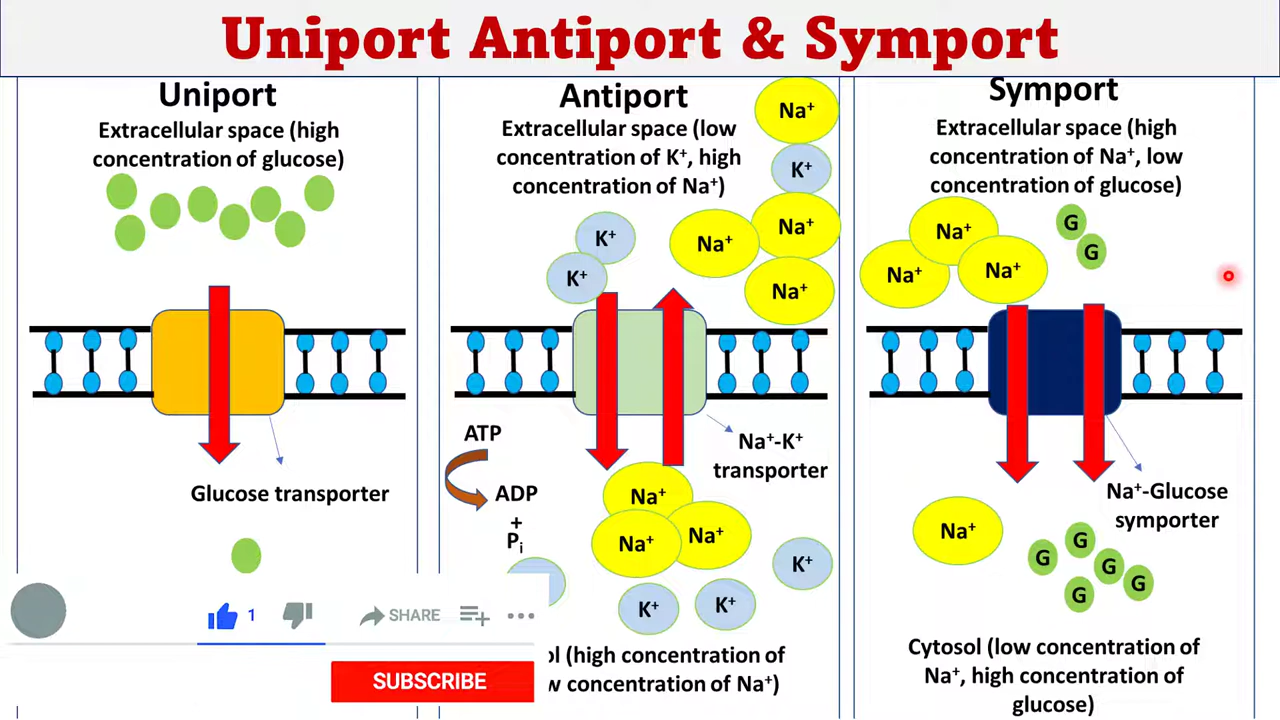 Uniport Antiport & Symport
Uniport
Extracellular space (high
concentration of glucose)
Glucose transporter
Antiport
Extracellular space (low
concentration of K⁺, high
concentration of Na⁺)
Na⁺
K⁺
Na⁺
Na⁺
Na⁺
K⁺
K⁺
ATP
ADP
+
Pᵢ
Na⁺-K⁺
transporter
Na⁺
Na⁺
Na⁺
K⁺
K⁺
K⁺
(high concentration of
concentration of Na⁺)
Symport
Extracellular space (high
concentration of Na⁺, low
concentration of glucose)
Na⁺
Na⁺
Na⁺
G
G
Na⁺-Glucose
symporter
Na⁺
G
G
G
G
G
Cytosol (low concentration of
Na⁺, high concentration of
glucose)
1
SHARE
SUBSCRIBE